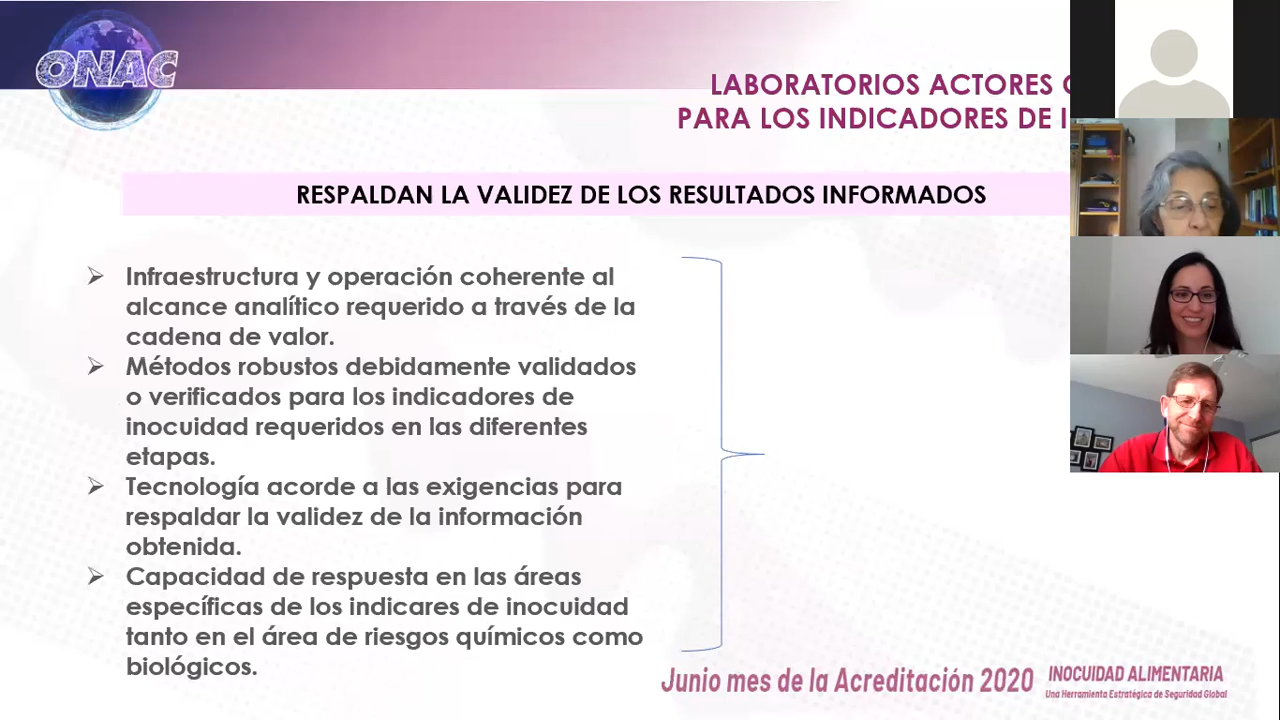 ONAC
LABORATORIOS ACTORES
PARA LOS INDICADORES DE
RESPALDAN LA VALIDEZ DE LOS RESULTADOS INFORMADOS
Infraestructura y operación coherente al
alcance analítico requerido a través de la
cadena de valor.
Métodos robustos debidamente validados
o verificados para los indicadores de
inocuidad requeridos en las diferentes
etapas.
Tecnología acorde a las exigencias para
respaldar la validez de la información
obtenida.
Capacidad de respuesta en las áreas
específicas de los indicares de inocuidad
tanto en el área de riesgos químicos como
biológicos.
Junio mes de la Acreditación 2020
INOCUIDAD ALIMENTARIA
Una Herramienta Estratégica de Seguridad Global